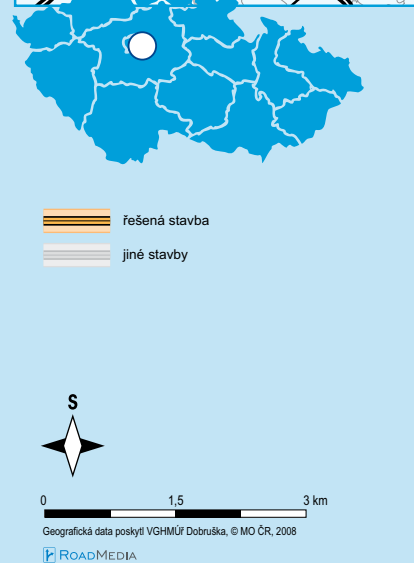 řešená stavba
jiné stavby
S
0 1,5 3 km
Geografická data poskytl VGHMÚř Dobruška, © MO ČR, 2008
ROADMEDIA